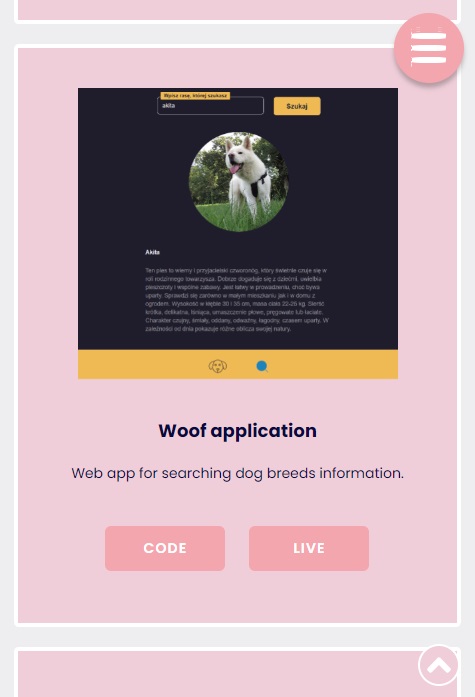 Wpisz rasę, której szukasz
akita
Szukaj
Akita
Ten pies to wierny i przyjacielski czworonóg, który świetnie czuje się w
roli rodzinnego towarzysza. Dobrze dogaduje się z dziećmi, uwielbia
pieszczoty i wspólne zabawy. Jest łatwy w prowadzeniu, choć bywa
uparty. Sprawdzi się zarówno w małym mieszkaniu jak i w domu z
ogrodem. Wysokość w kłębie 30 i 35 cm, masa ciała 22-25 kg. Sierść
krótka, delikatna, lśniąca, umaszczenie płowe, pręgowate lub łaciate.
Charakter czujny, śmiały, oddany, odważny, łagodny, czasem uparty. W
zależności od dnia pokazuje różne oblicza swojej natury.
Woof application
Web app for searching dog breeds information.
CODE
LIVE